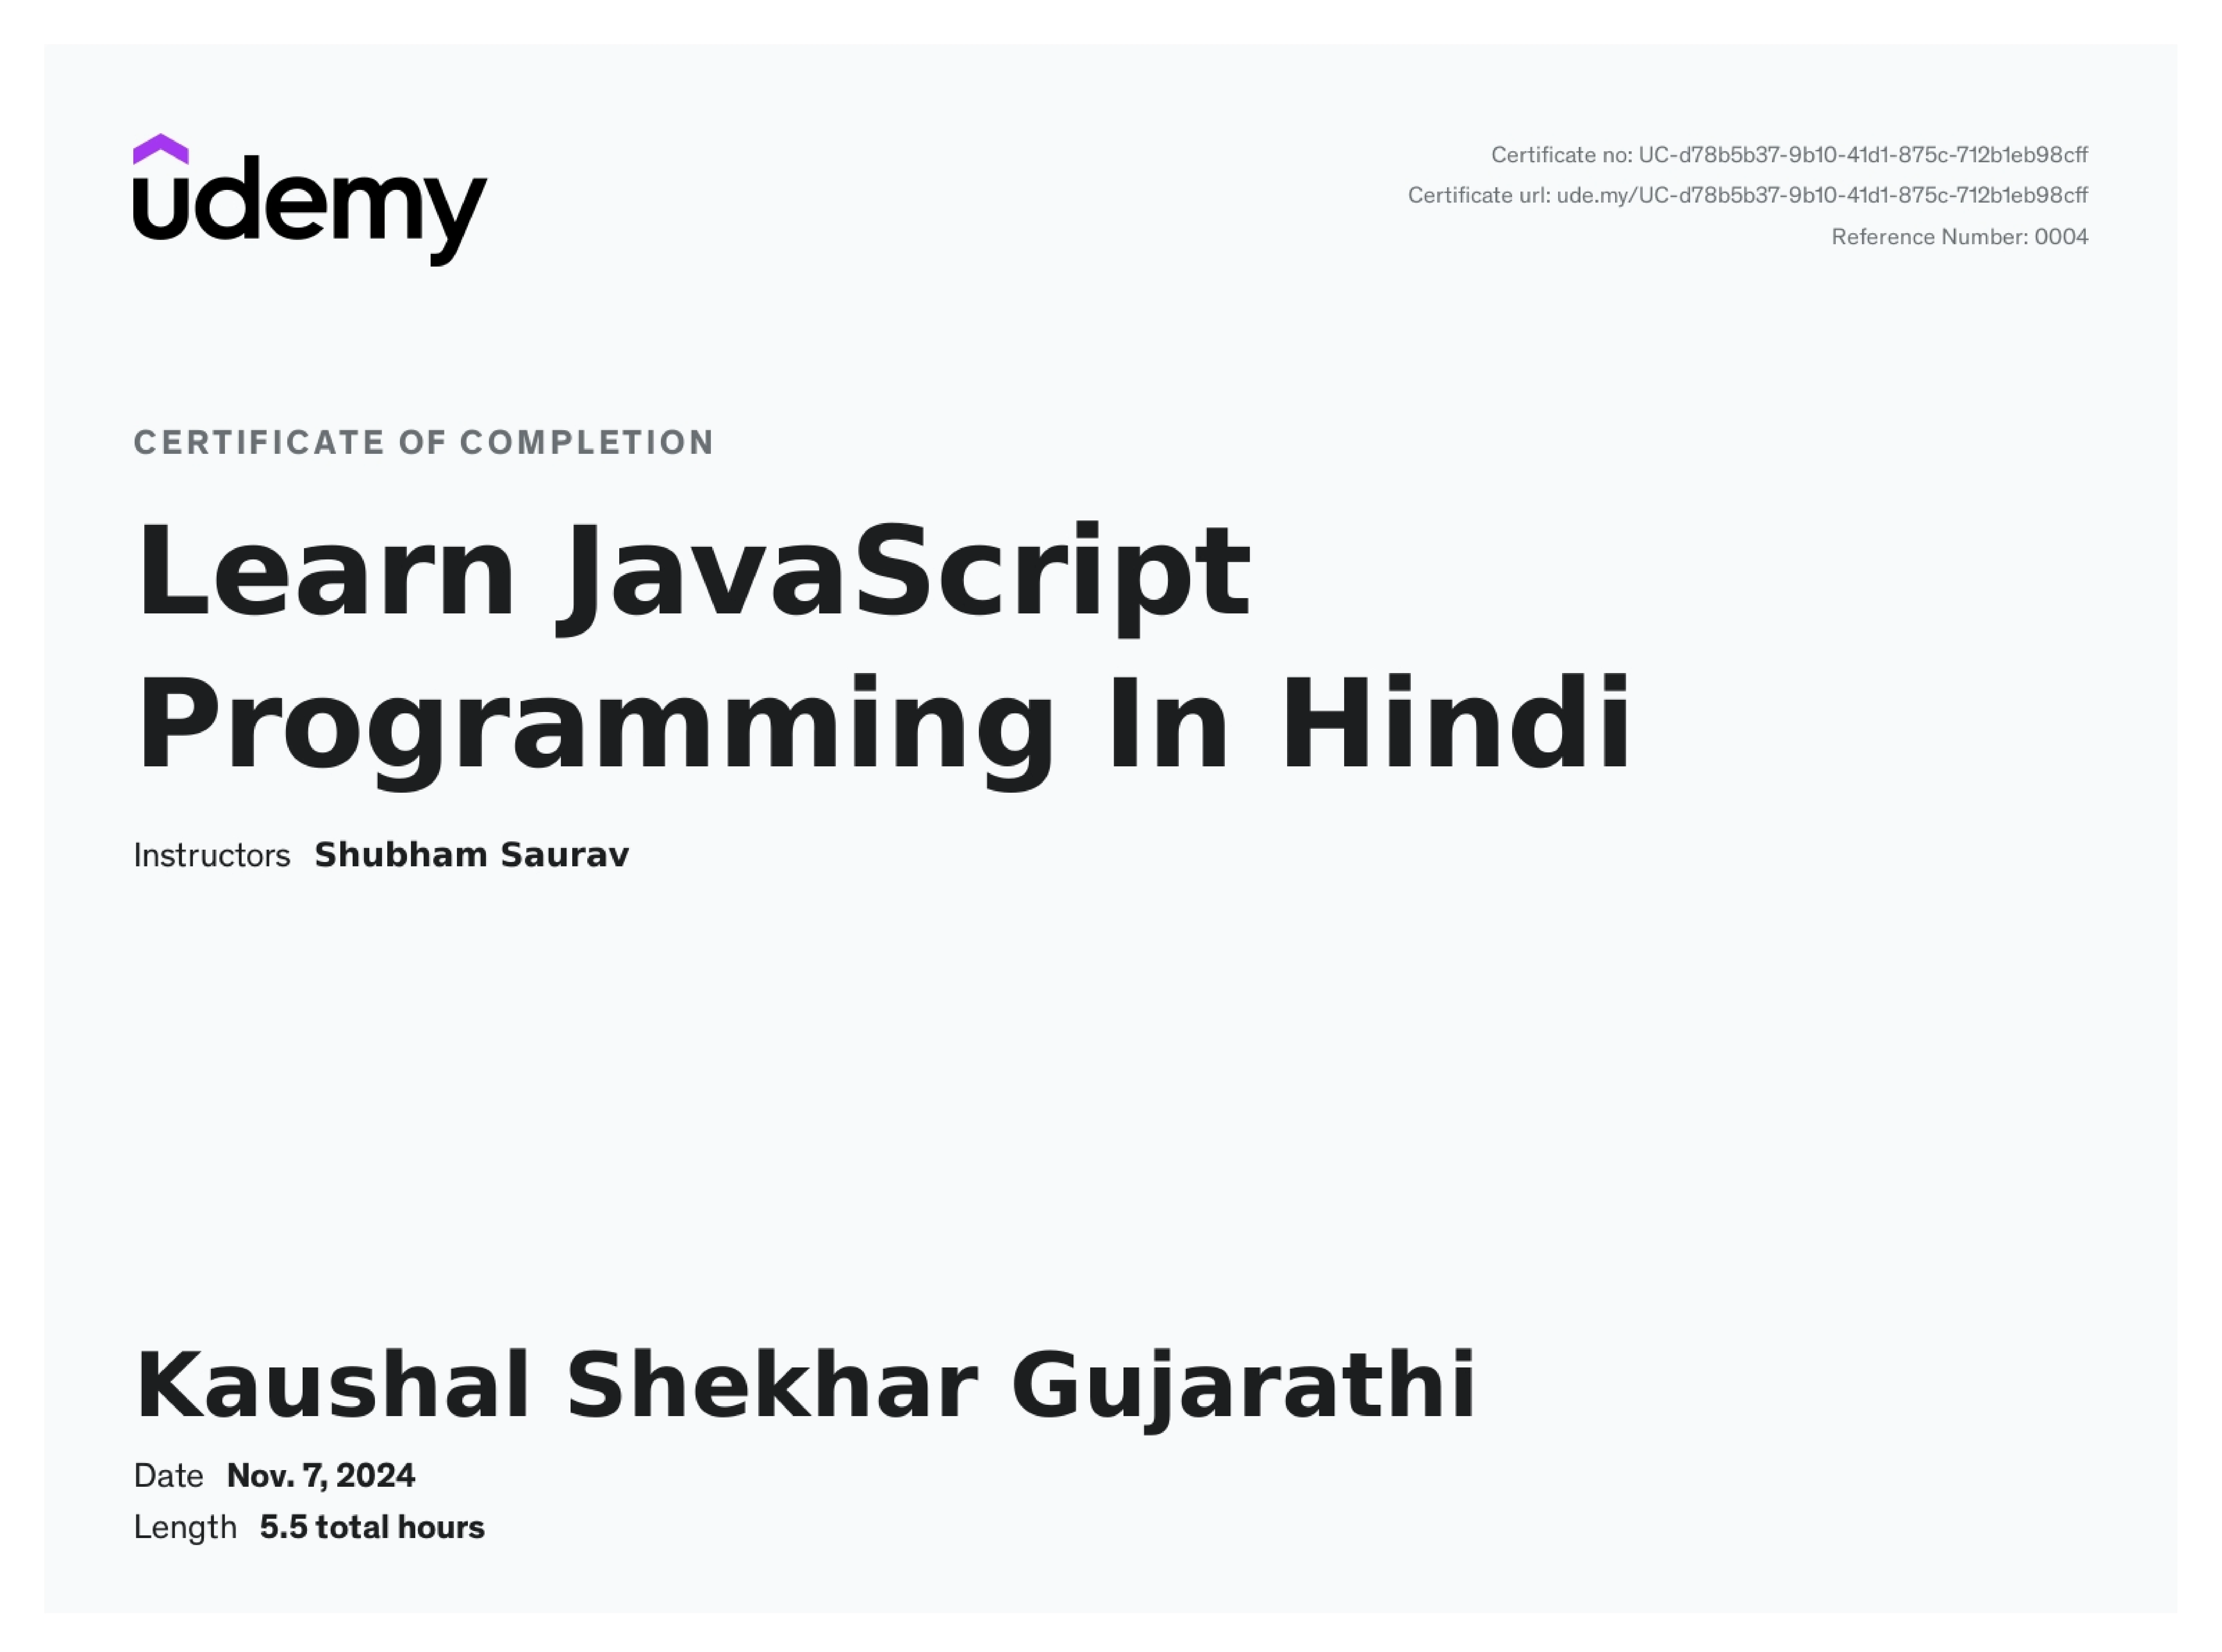 udemy
Certificate no: UC-d78b5b37-9b10-41d1-875c-712b1eb98cff
Certificate url: ude.my/UC-d78b5b37-9b10-41d1-875c-712b1eb98cff
Reference Number: 0004
CERTIFICATE OF COMPLETION
Learn JavaScript
Programming In Hindi
Instructors Shubham Saurav
Kaushal Shekhar Gujarathi
Date Nov. 7, 2024
Length 5.5 total hours